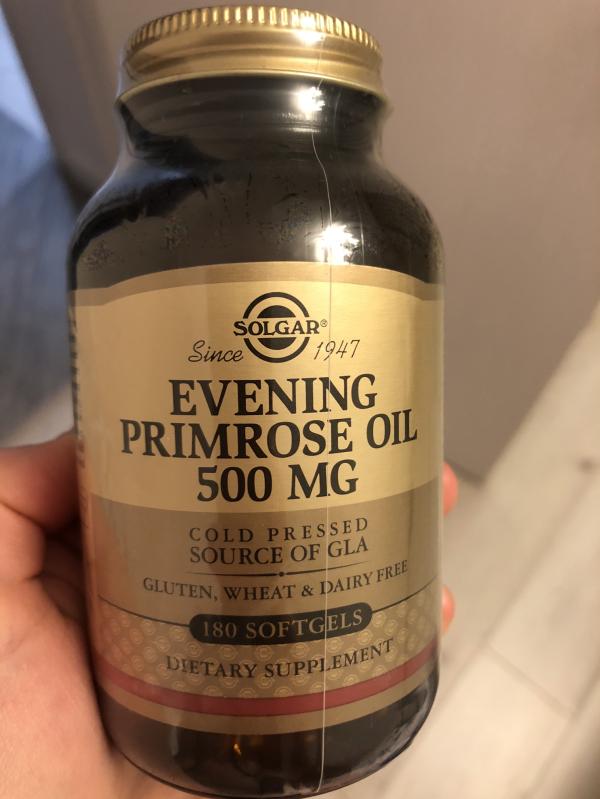 SOLGAR®
Since 1947
EVENING
PRIMROSE OIL
500 MG
COLD PRESSED
SOURCE OF GLA
GLUTEN, WHEAT & DAIRY FREE
180 SOFTGELS
DIETARY SUPPLEMENT